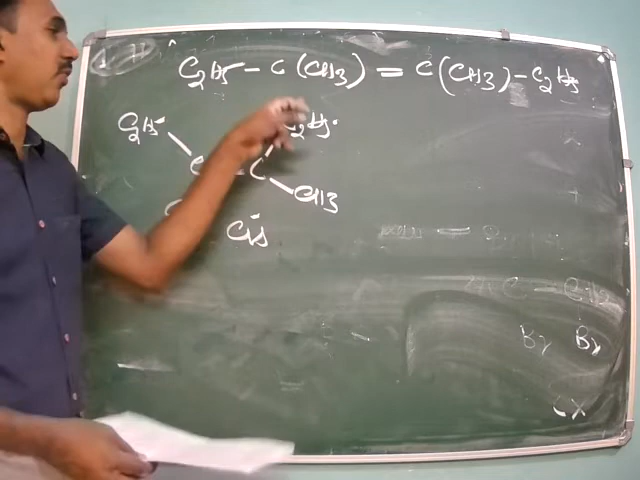 C2H5 - C (CH3) = C (CH3) - C2H5
C2H5 C2H5
C C
CH3
Cis
Br Br